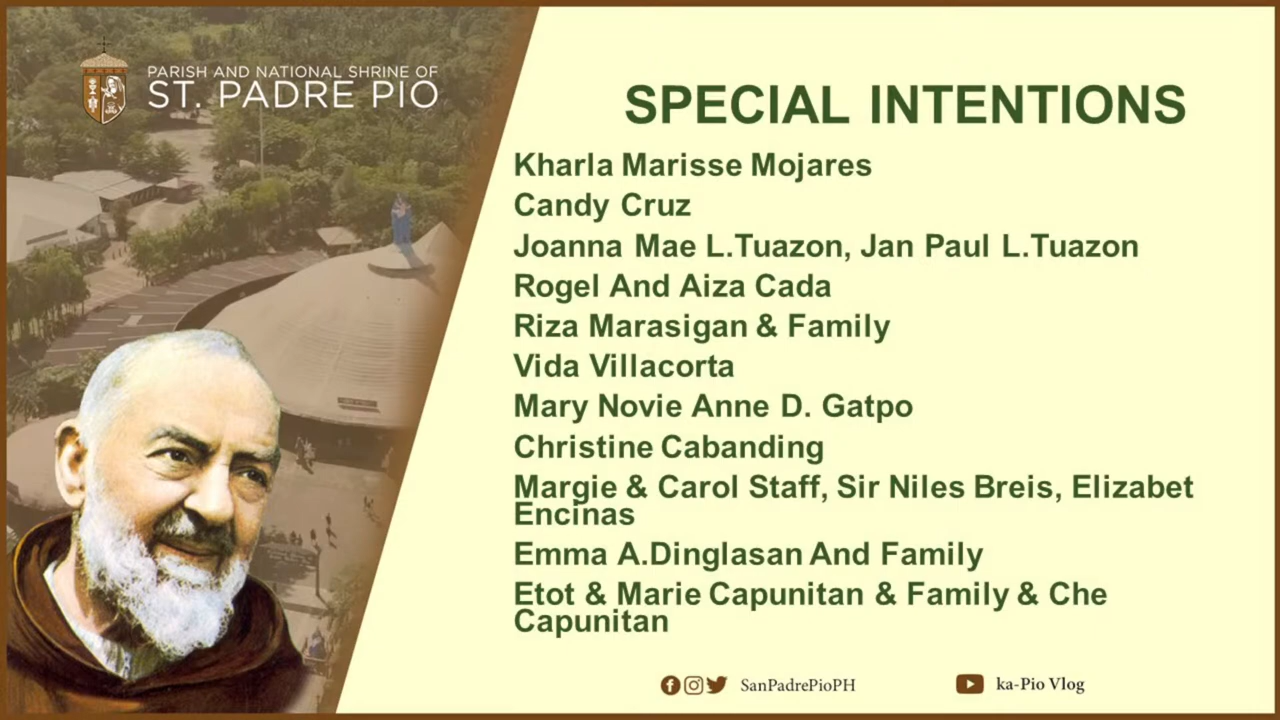 PARISH AND NATIONAL SHRINE OF
ST. PADRE PIO
SPECIAL INTENTIONS
Kharla Marisse Mojares
Candy Cruz
Joanna Mae L.Tuazon, Jan Paul L.Tuazon
Rogel And Aiza Cada
Riza Marasigan & Family
Vida Villacorta
Mary Novie Anne D. Gatpo
Christine Cabanding
Margie & Carol Staff, Sir Niles Breis, Elizabet
Encinas
Emma A.Dinglasan And Family
Etot & Marie Capunitan & Family & Che
Capunitan
SanPadrePioPH
ka-Pio Vlog